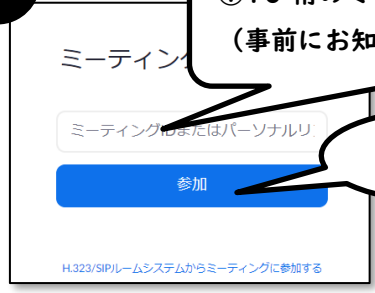 （事前にお知
ミーティン
ミーティングIDまたはパーソナルリ
参加
H.323/SIPルームシステムからミーティングに参加する